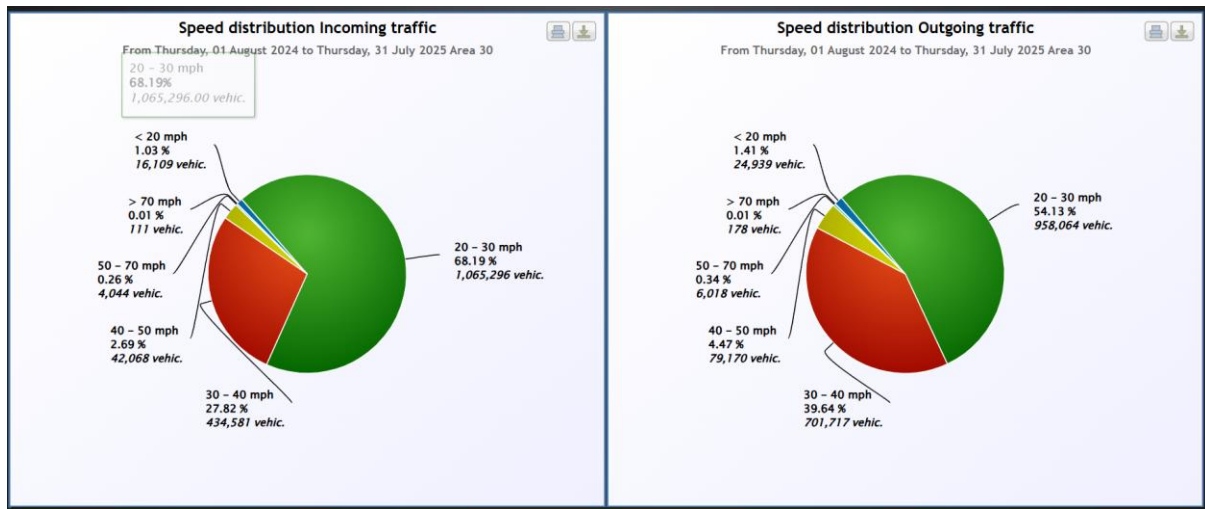 Speed distribution Incoming traffic
From Thursday, 01 August 2024 to Thursday, 31 July 2025 Area 30
20 – 30 mph
68.19%
1,065,296.00 vehic.
< 20 mph
1.03 %
16,109 vehic.
> 70 mph
0.01 %
111 vehic.
50 – 70 mph
0.26 %
4,044 vehic.
40 – 50 mph
2.69 %
42,068 vehic.
30 – 40 mph
27.82 %
434,581 vehic.
20 – 30 mph
68.19 %
1,065,296 vehic.
Speed distribution Outgoing traffic
From Thursday, 01 August 2024 to Thursday, 31 July 2025 Area 30
< 20 mph
1.41 %
24,939 vehic.
> 70 mph
0.01 %
178 vehic.
50 – 70 mph
0.34 %
6,018 vehic.
40 – 50 mph
4.47 %
79,170 vehic.
30 – 40 mph
39.64 %
701,717 vehic.
20 – 30 mph
54.13 %
958,064 vehic.